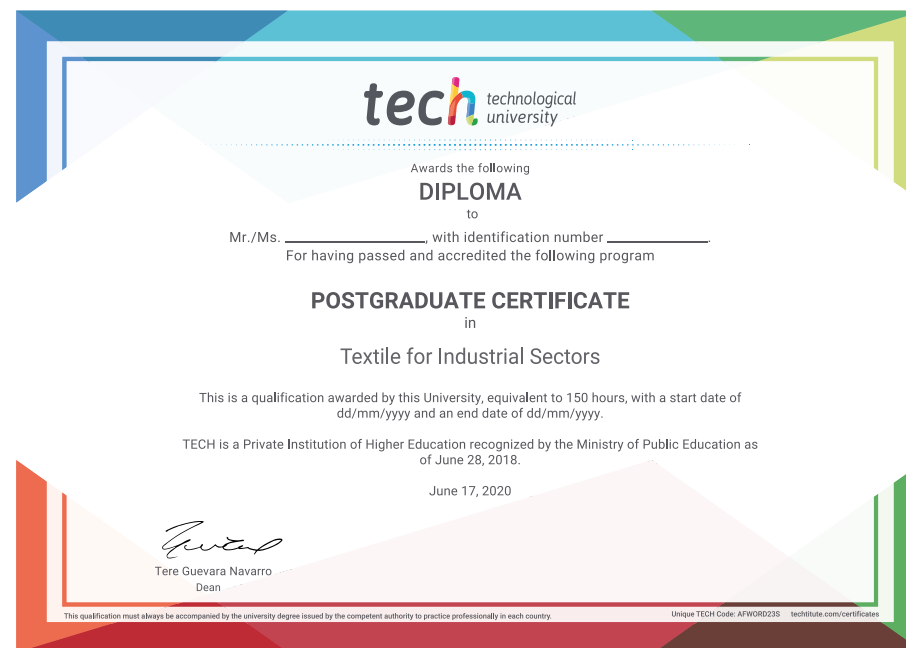 tech technological
university
Awards the following
DIPLOMA
to
Mr./Ms. ____________________, with identification number ______________.
For having passed and accredited the following program
POSTGRADUATE CERTIFICATE
in
Textile for Industrial Sectors
This is a qualification awarded by this University, equivalent to 150 hours, with a start date of
dd/mm/yyyy and an end date of dd/mm/yyyy.
TECH is a Private Institution of Higher Education recognized by the Ministry of Public Education as
of June 28, 2018.
June 17, 2020
Tere Guevara Navarro
Dean
This qualification must always be accompanied by the university degree issued by the competent authority to practice professionally in each country.
Unique TECH Code: AFWORD23S techtitute.com/certificates